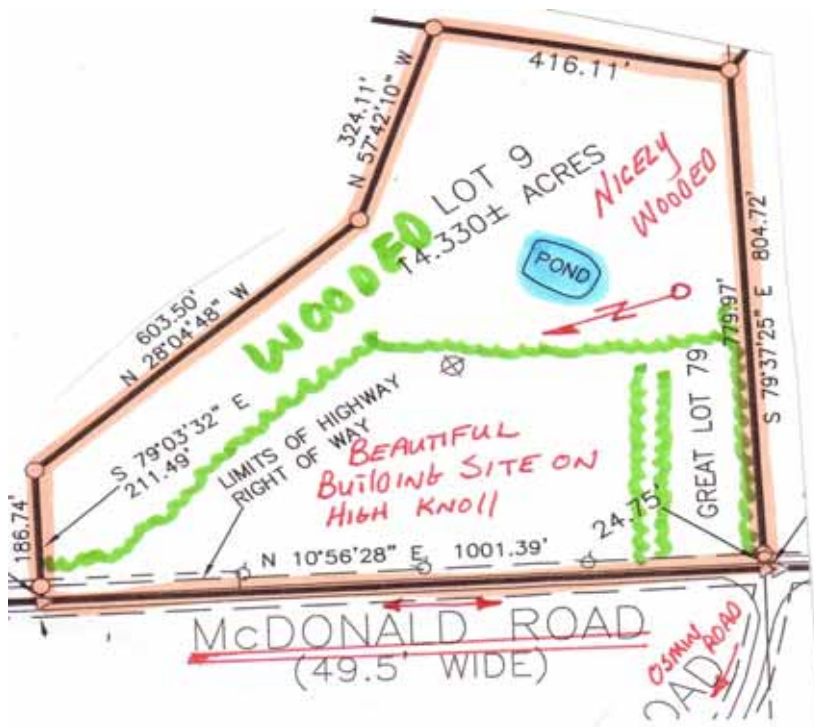 416.11'
324.11'
N 57°42'10" W
LOT 9
14.330± ACRES
NICELY
WOODED
WOODED
POND
603.50'
N 28°04'48" W
804.72'
779.97'
S 79°37'25" E
GREAT LOT 79
S 79°03'32" E
211.49'
LIMITS OF HIGHWAY
RIGHT OF WAY
BEAUTIFUL
BUILDING SITE ON
HIGH KNOLL
186.74
24.75'
N 10°56'28" E 1001.39'
McDONALD ROAD
(49.5' WIDE)
OSMIN ROAD
OAD